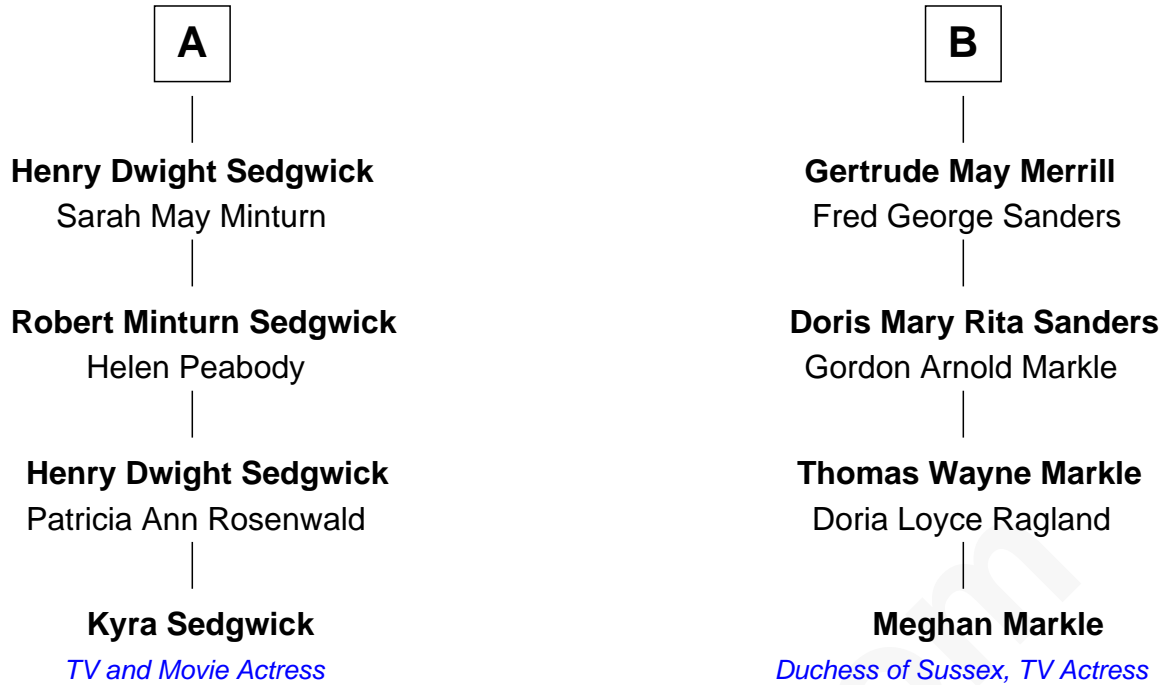 A
B
Henry Dwight Sedgwick
Sarah May Minturn
Gertrude May Merrill
Fred George Sanders
Robert Minturn Sedgwick
Helen Peabody
Doris Mary Rita Sanders
Gordon Arnold Markle
Henry Dwight Sedgwick
Patricia Ann Rosenwald
Thomas Wayne Markle
Doria Loyce Ragland
Kyra Sedgwick
TV and Movie Actress
Meghan Markle
Duchess of Sussex, TV Actress